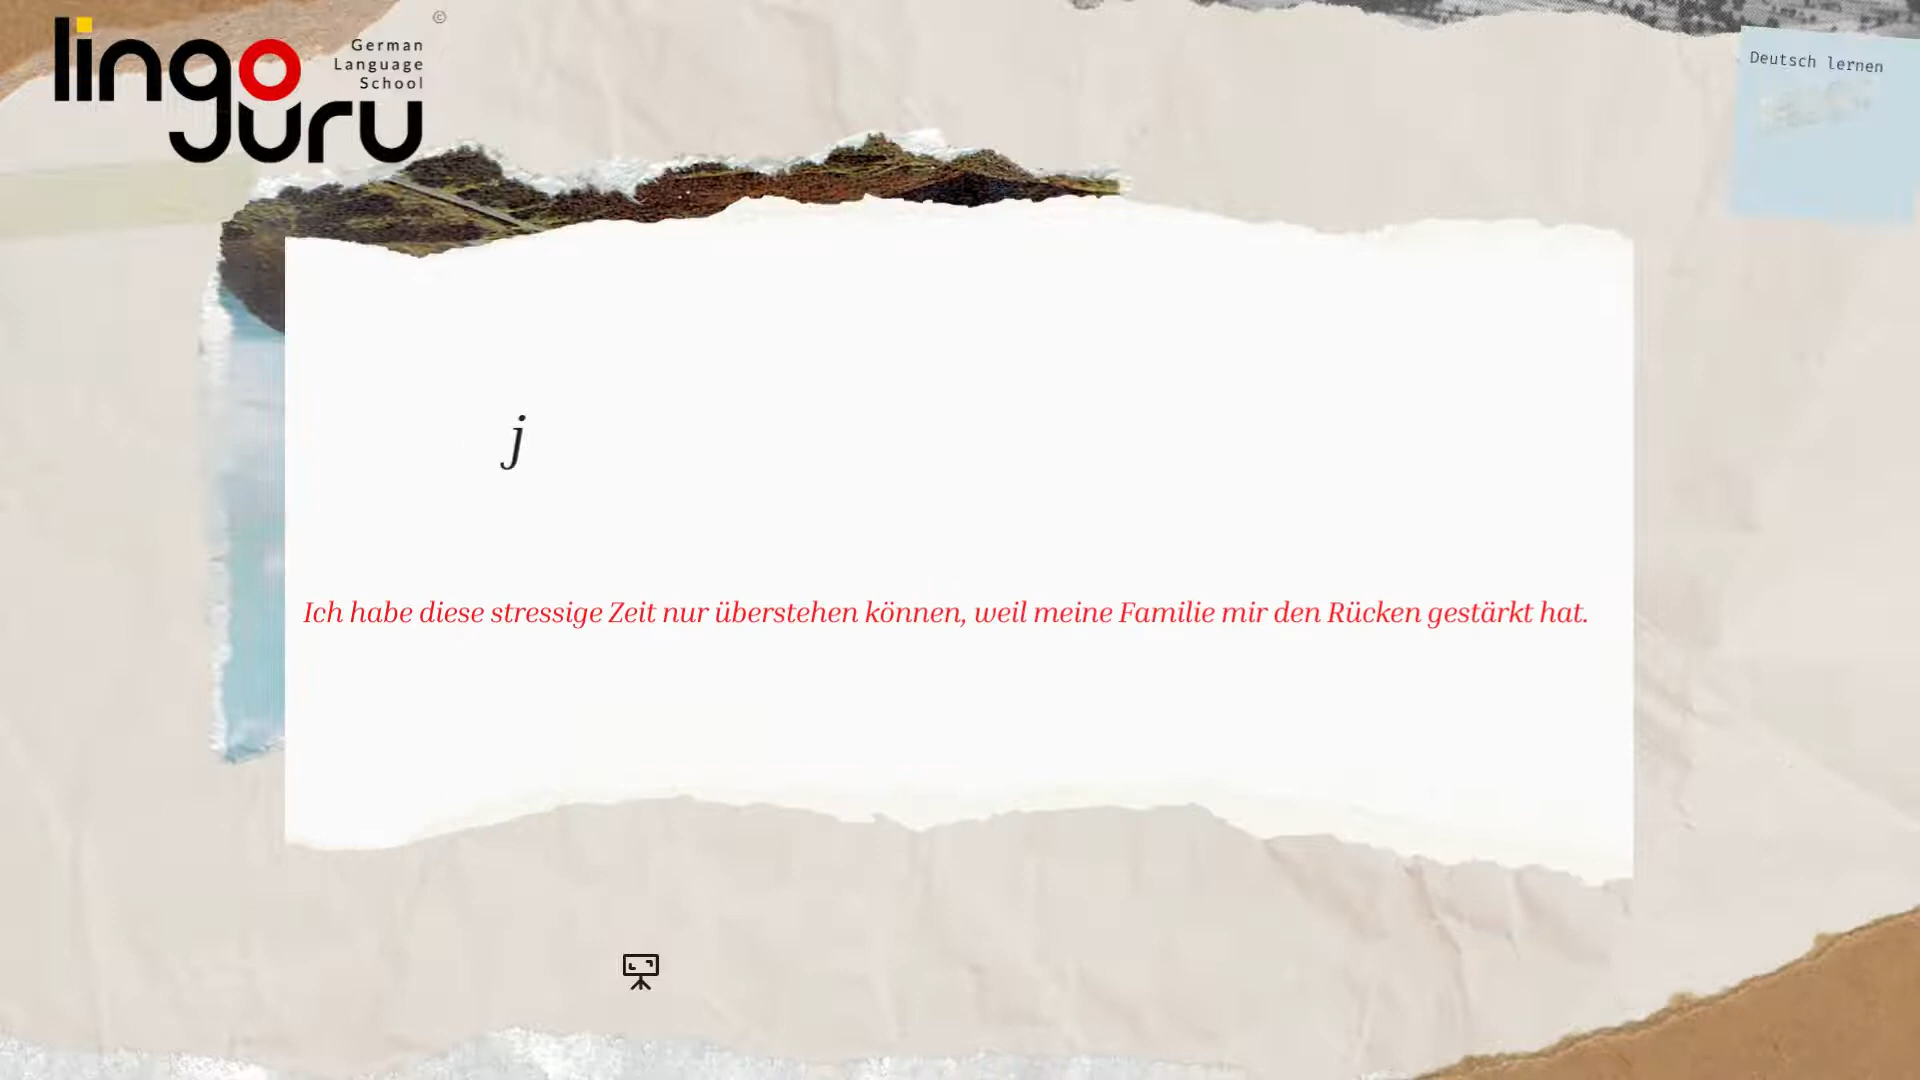 lingo
juru
©
German
Language
School
Deutsch lernen
j
Ich habe diese stressige Zeit nur überstehen können, weil meine Familie mir den Rücken gestärkt hat.